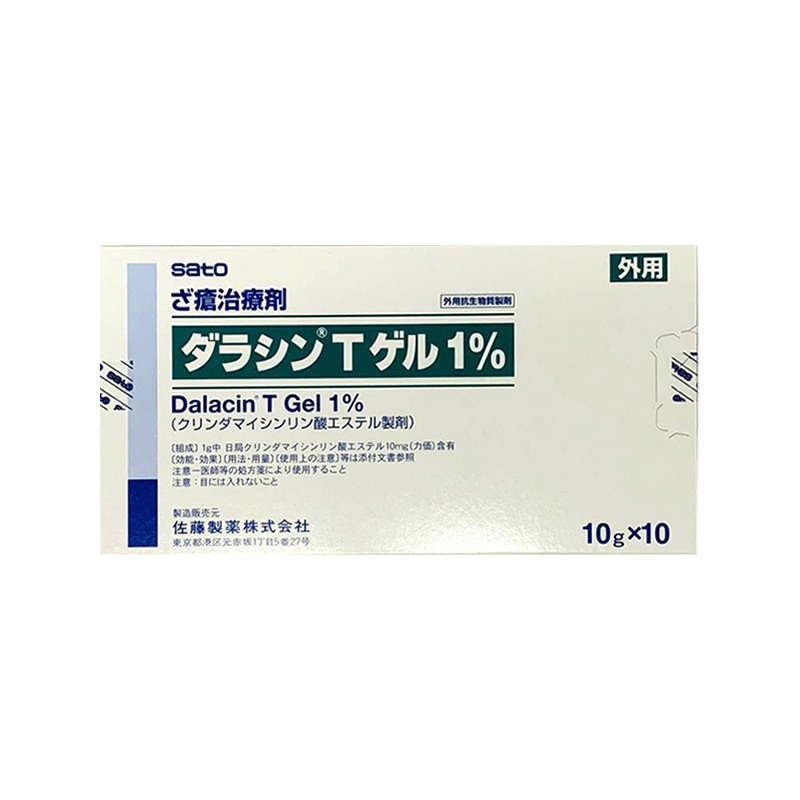 sato
ざ瘡治療剤
外用抗生物質製剤
外用
ダラシン®Tゲル1%
Dalacin® T Gel 1%
(クリンダマイシンリン酸エステル製剤)
〔組成〕1g中 日局クリンダマイシンリン酸エステル10mg(力価)含有
〔効能・効果〕〔用法・用量〕〔使用上の注意〕等は添付文書参照
注意－医師等の処方箋により使用すること
注意：目には入れないこと
製造販売元
佐藤製薬株式会社
東京都港区元赤坂1丁目5番27号
10g×10